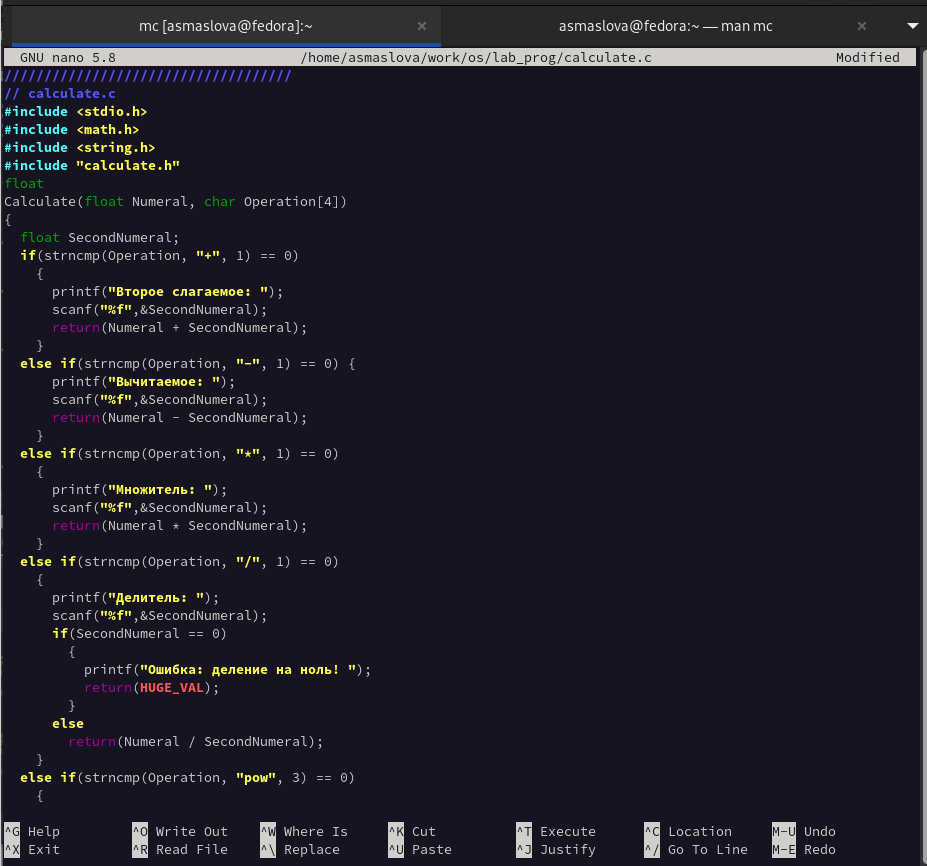 mc [asmaslova@fedora]:~ × asmaslova@fedora:~ — man mc ×
GNU nano 5.8 /home/asmaslova/work/os/lab_prog/calculate.c Modified
////////////////////////////////////
// calculate.c
#include <stdio.h>
#include <math.h>
#include <string.h>
#include "calculate.h"
float
Calculate(float Numeral, char Operation[4])
{
  float SecondNumeral;
  if(strncmp(Operation, "+", 1) == 0)
    {
      printf("Второе слагаемое: ");
      scanf("%f",&SecondNumeral);
      return(Numeral + SecondNumeral);
    }
  else if(strncmp(Operation, "-", 1) == 0) {
      printf("Вычитаемое: ");
      scanf("%f",&SecondNumeral);
      return(Numeral - SecondNumeral);
    }
  else if(strncmp(Operation, "*", 1) == 0)
    {
      printf("Множитель: ");
      scanf("%f",&SecondNumeral);
      return(Numeral * SecondNumeral);
    }
  else if(strncmp(Operation, "/", 1) == 0)
    {
      printf("Делитель: ");
      scanf("%f",&SecondNumeral);
      if(SecondNumeral == 0)
        {
          printf("Ошибка: деление на ноль! ");
          return(HUGE_VAL);
        }
      else
        return(Numeral / SecondNumeral);
    }
  else if(strncmp(Operation, "pow", 3) == 0)
    {
^G Help ^O Write Out ^W Where Is ^K Cut ^T Execute ^C Location M-U Undo
^X Exit ^R Read File ^\ Replace ^U Paste ^J Justify ^/ Go To Line M-E Redo